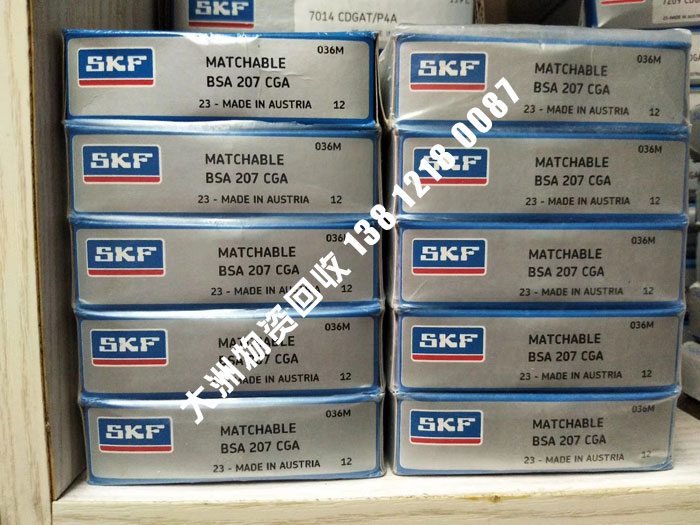 SKF
7014 CDGAT/P4A
SKF
036M
MATCHABLE
BSA 207 CGA
23 - MADE IN AUSTRIA 12
SKF
036M
MATCHABLE
BSA 207 CGA
23 - MADE IN AUSTRIA 12
SKF
036M
MATCHABLE
BSA 207 CGA
23 - MADE IN AUSTRIA 12
SKF
036M
MATCHABLE
BSA 207 CGA
23 - MADE IN AUSTRIA 12
SKF
036M
MATCHABLE
BSA 207 CGA
23 - MADE IN AUSTRIA 12
SKF
036M
MATCHABLE
BSA 207 CGA
23 - MADE IN AUSTRIA 12
SKF
036M
MATCHABLE
BSA 207 CGA
23 - MADE IN AUSTRIA 12
SKF
036M
MATCHABLE
BSA 207 CGA
23 - MADE IN AUSTRIA 12
SKF
036M
MATCHABLE
BSA 207 CGA
23 - MADE IN AUSTRIA 12
SKF
036M
MATCHABLE
BSA 207 CGA
23 - MADE IN AUSTRIA 12
大洲物资回收 138 1218 0087